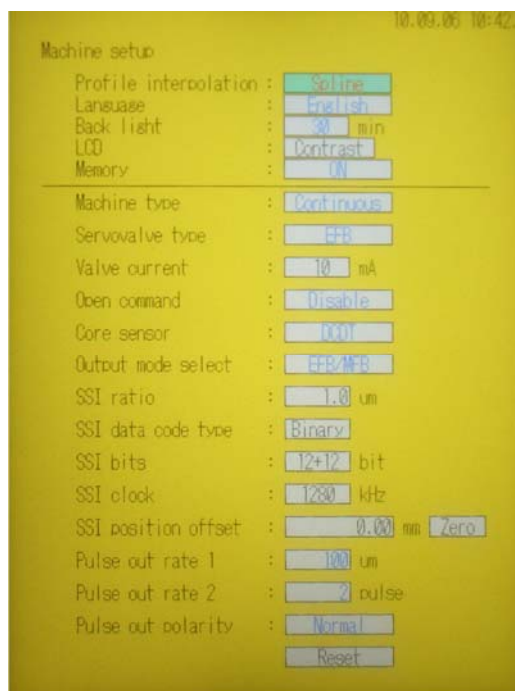 10.09.06 10:42.
Machine setup
Profile interpolation : Spline
Language : English
Back light : 30 min
LCD : Contrast
Memory : ON
Machine type : Continuous
Servovalve type : EFB
Valve current : 10 mA
Open command : Disable
Core sensor : DCDT
Output mode select : EFB/MFB
SSI ratio : 1.0 um
SSI data code type : Binary
SSI bits : 12+12 bit
SSI clock : 1280 kHz
SSI position offset : 0.00 mm Zero
Pulse out rate 1 : 100 um
Pulse out rate 2 : 2 pulse
Pulse out polarity : Normal
Reset